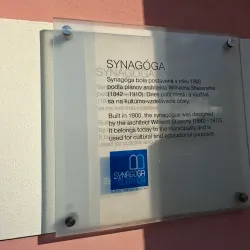 SYNAGÓGA
Synagóga bola postavená v roku 1900
podľa plánov architekta Wilhelma Stiassneho
(1842 – 1910). Dnes patrí mestu a slúži
sa na kultúrno-vzdelávacie účely.
Built in 1900, the synagogue was designed
by the architect Wilhelm Stiassny (1842 – 1910).
It belongs today to the municipality and is
used for cultural and educational purposes.
SYNAGÓGA